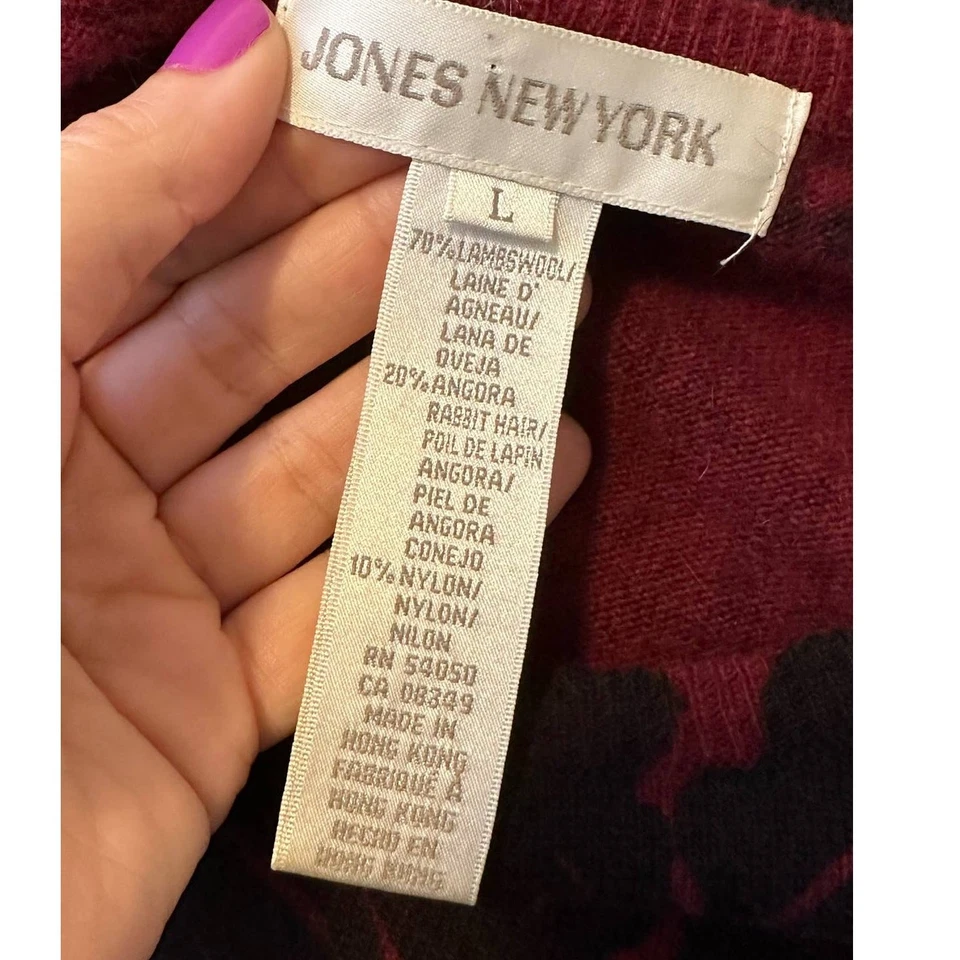 JONES NEW YORK
L
70%LAMBSWOOL/
LAINE D'
AGNEAU/
LANA DE
OVEJA
20%ANGORA
RABBIT HAIR/
POIL DE LAPIN
ANGORA/
PIEL DE
ANGORA
CONEJO
10%NYLON/
NYLON/
NILON
RN 54050
CA 08349
MADE IN
HONG KONG
FABRIQUÉ À
HONG KONG
HECHO EN
HONG KONG